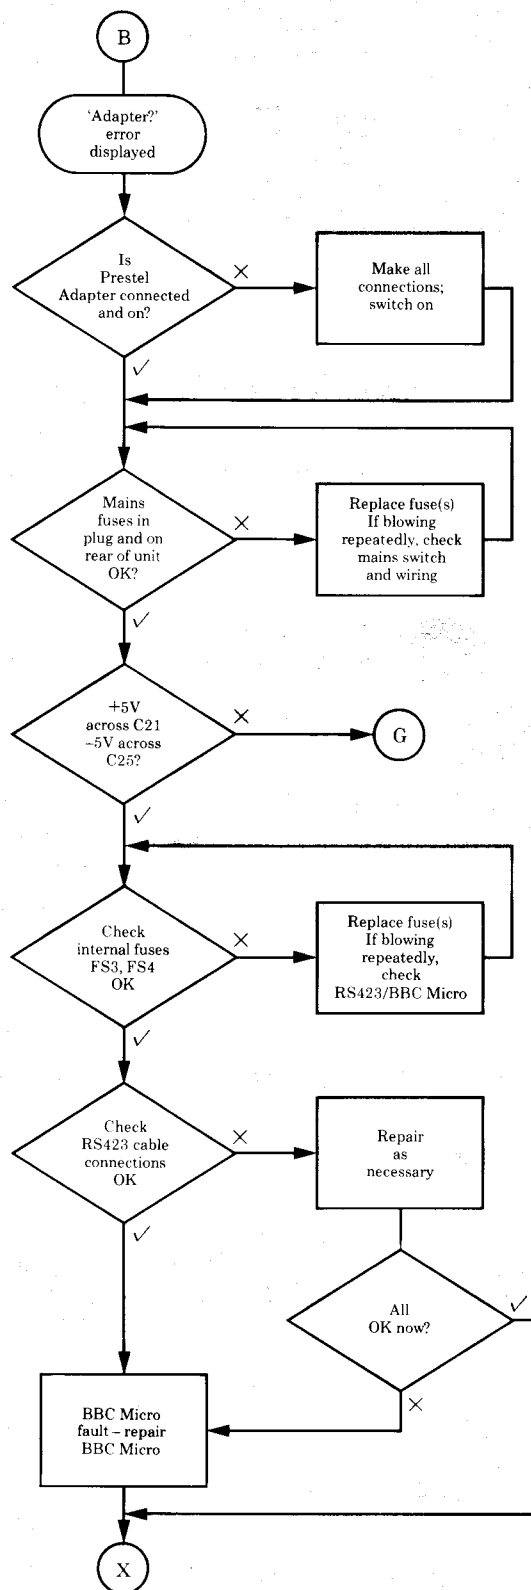 B
'Adapter?'
error
displayed
Is
Prestel
Adapter connected
and on?
×
Make all
connections;
switch on
✓
Mains
fuses in
plug and on
rear of unit
OK?
×
Replace fuse(s)
If blowing
repeatedly, check
mains switch
and wiring
✓
+5V
across C21
–5V across
C25?
×
G
✓
Check
internal fuses
FS3, FS4
OK
×
Replace fuse(s)
If blowing
repeatedly,
check
RS423/BBC Micro
✓
Check
RS423 cable
connections
OK
×
Repair
as
necessary
✓
All
OK now?
✓
×
BBC Micro
fault – repair
BBC Micro
X